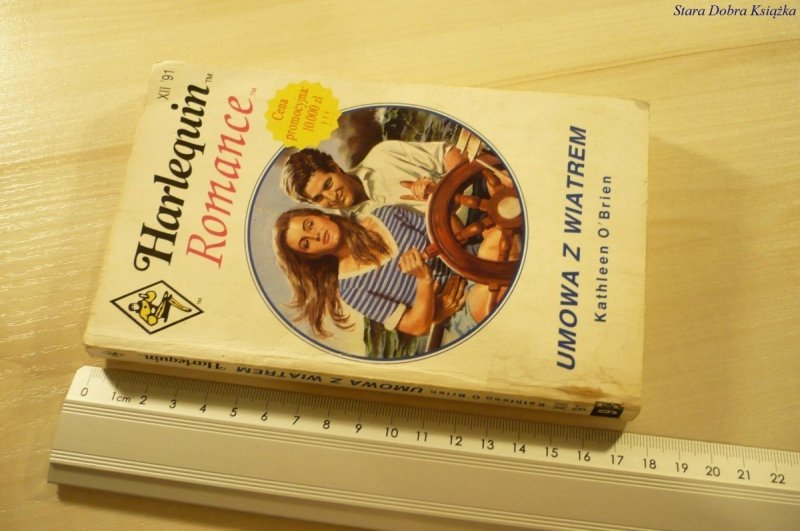 Stara Dobra Książka
XII '91
Harlequin™
Romance™
Cena
promocyjna:
10.000 zł
!!!
UMOWA Z WIATREM
Kathleen O'Brien
™
Harlequin
UMOWA Z WIATREM
Kathleen O'Brien
0 1cm 2 3 4 5 6 7 8 9 10 11 12 13 14 15 16 17 18 19 20 21 22